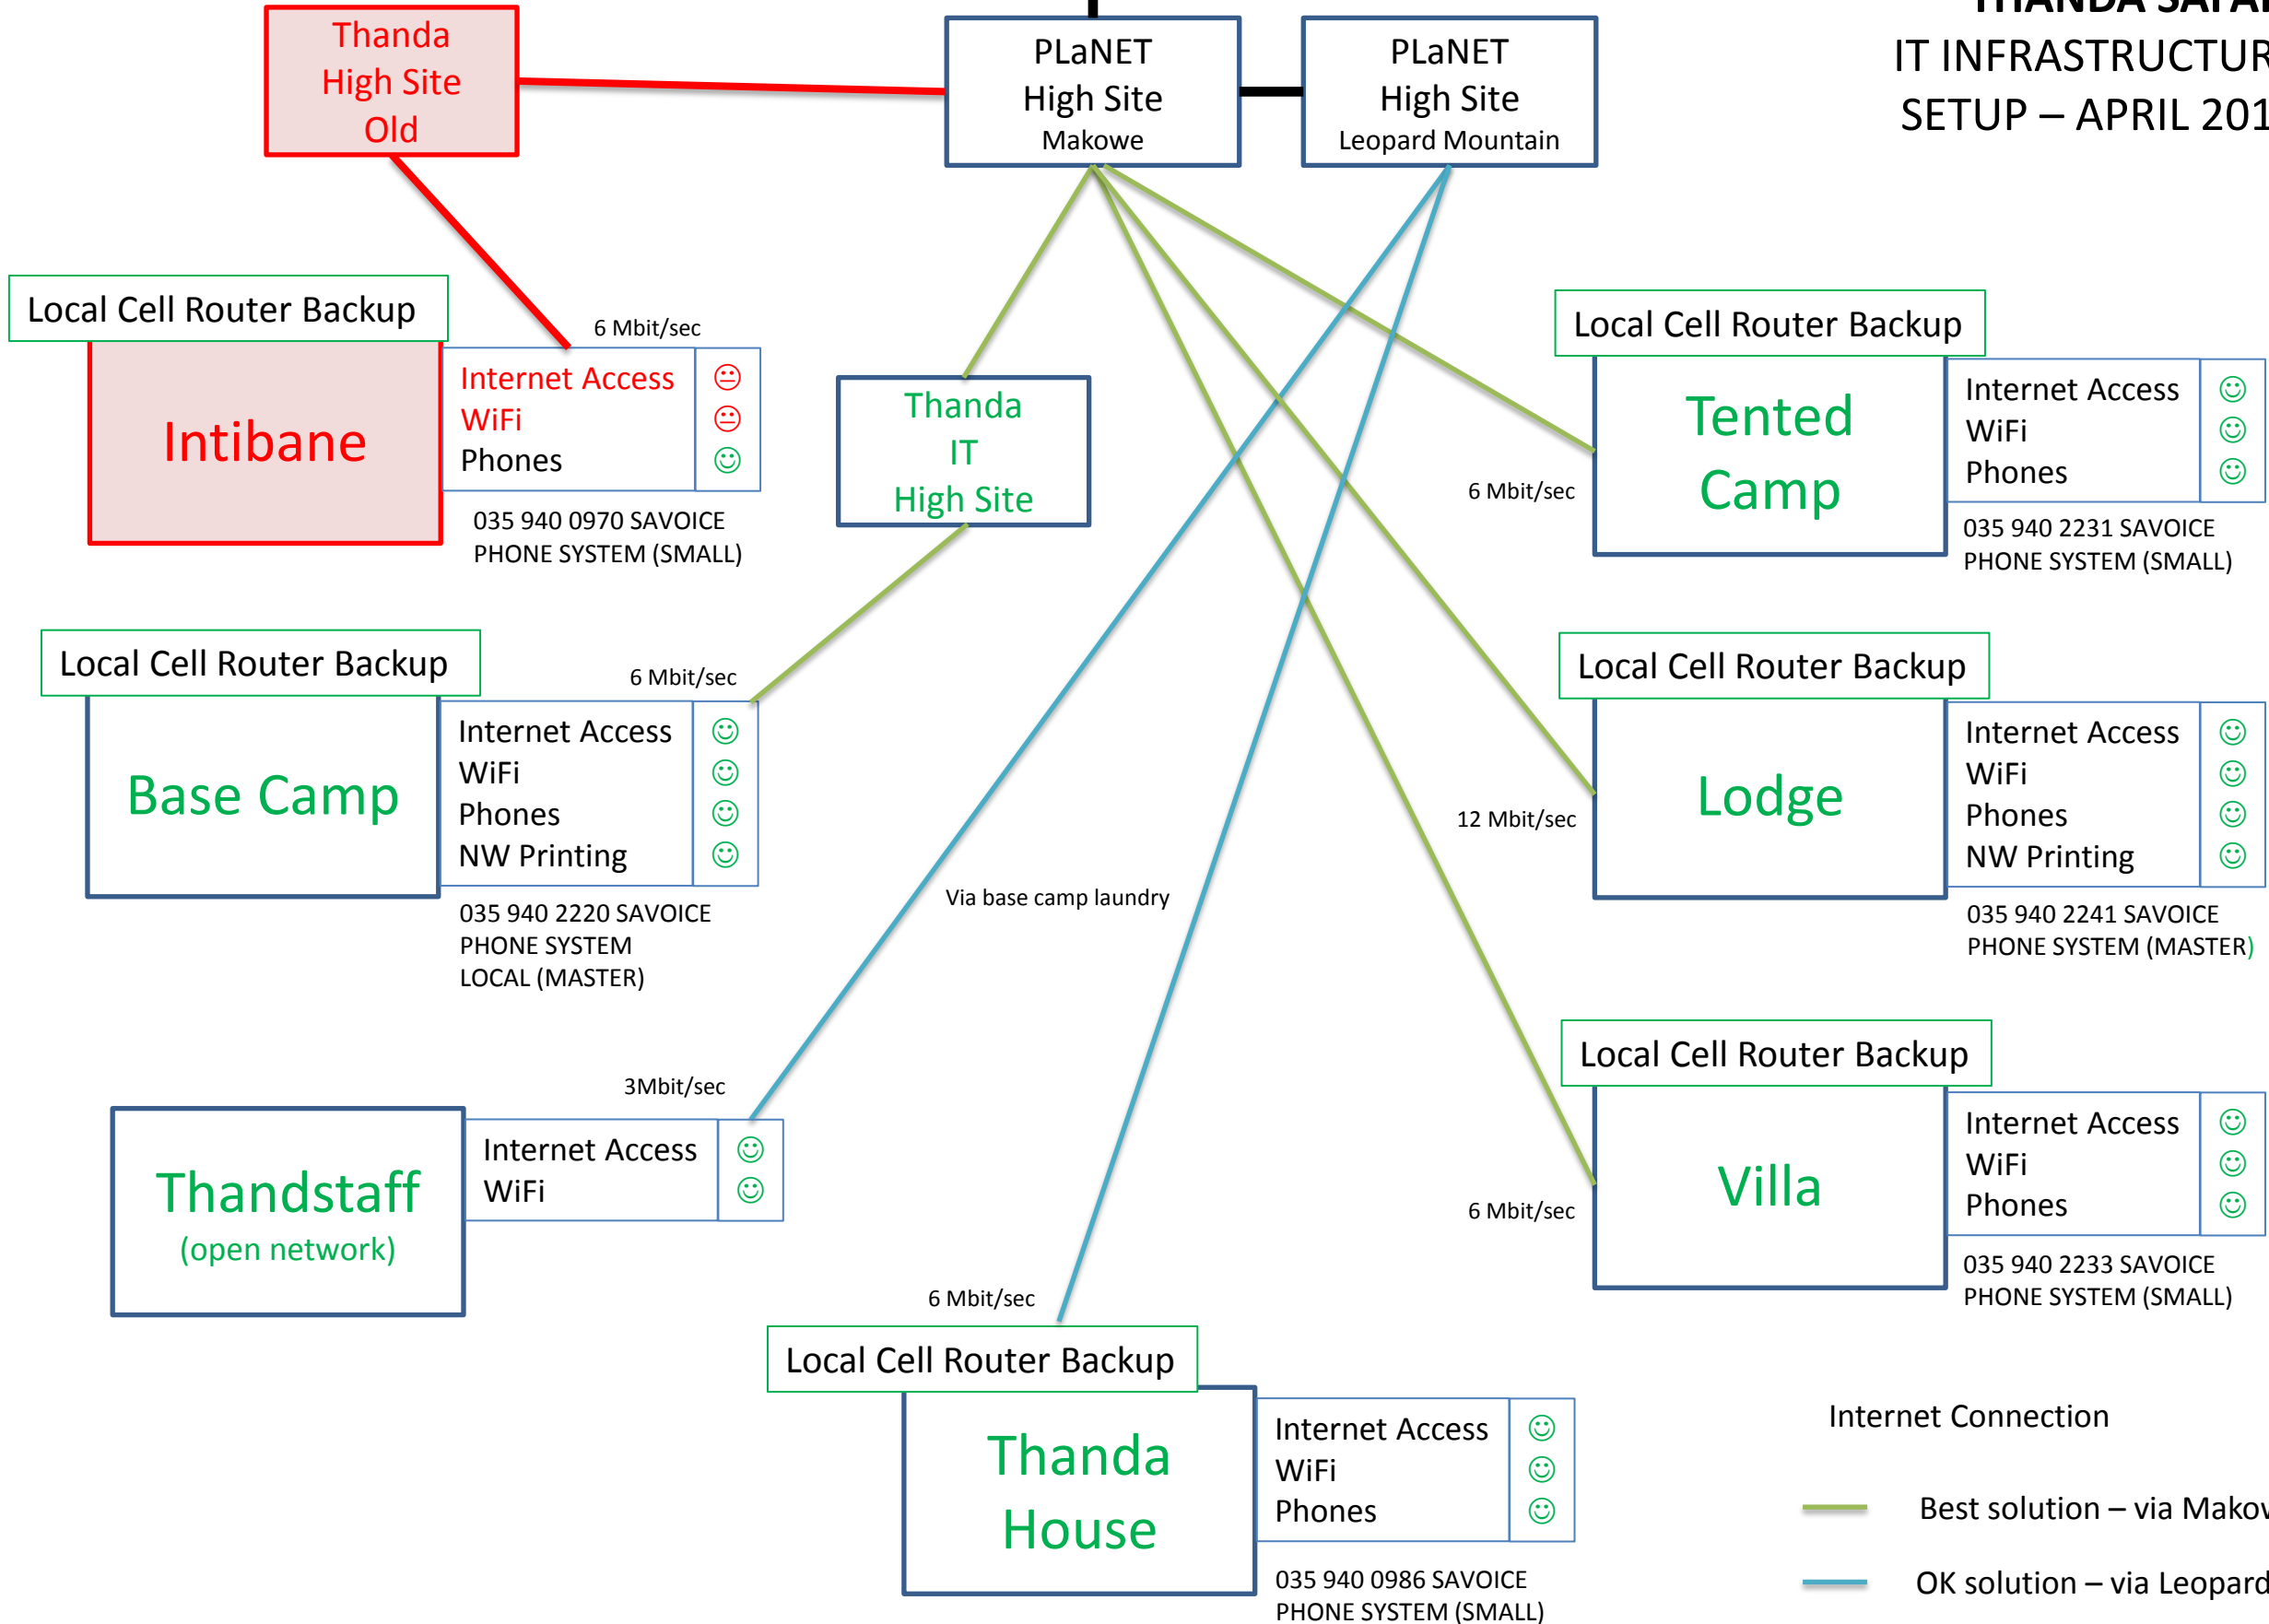 THANDA SAFAR
IT INFRASTRUCTUR
SETUP – APRIL 201
Thanda
High Site
Old
PLaNET
High Site
Makowe
PLaNET
High Site
Leopard Mountain
Local Cell Router Backup
Intibane
6 Mbit/sec
Internet Access
WiFi
Phones
035 940 0970 SAVOICE
PHONE SYSTEM (SMALL)
Thanda
IT
High Site
Local Cell Router Backup
Tented
Camp
6 Mbit/sec
Internet Access
WiFi
Phones
035 940 2231 SAVOICE
PHONE SYSTEM (SMALL)
Local Cell Router Backup
Base Camp
6 Mbit/sec
Internet Access
WiFi
Phones
NW Printing
035 940 2220 SAVOICE
PHONE SYSTEM
LOCAL (MASTER)
Via base camp laundry
Local Cell Router Backup
Lodge
12 Mbit/sec
Internet Access
WiFi
Phones
NW Printing
035 940 2241 SAVOICE
PHONE SYSTEM (MASTER)
3Mbit/sec
Thandstaff
(open network)
Internet Access
WiFi
Local Cell Router Backup
Villa
6 Mbit/sec
Internet Access
WiFi
Phones
035 940 2233 SAVOICE
PHONE SYSTEM (SMALL)
6 Mbit/sec
Local Cell Router Backup
Thanda
House
Internet Access
WiFi
Phones
035 940 0986 SAVOICE
PHONE SYSTEM (SMALL)
Internet Connection
Best solution – via Makow
OK solution – via Leopard